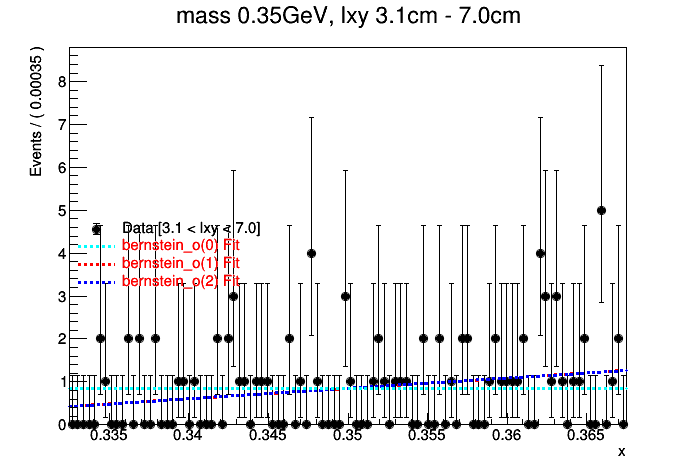 mass 0.35GeV, lxy 3.1cm - 7.0cm
Events / ( 0.00035 )
8
7
6
5
4
3
2
1
0
Data [3.1 < lxy < 7.0]
bernstein_o(0) Fit
bernstein_o(1) Fit
bernstein_o(2) Fit
0.335 0.34 0.345 0.35 0.355 0.36 0.365
x